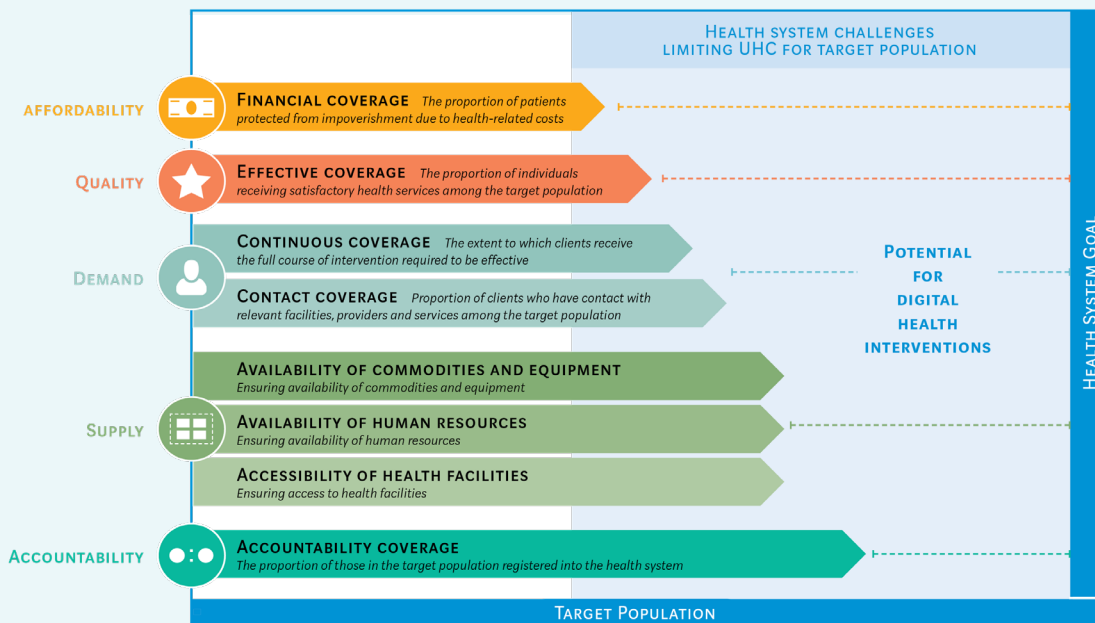 HEALTH SYSTEM CHALLENGES
LIMITING UHC FOR TARGET POPULATION
AFFORDABILITY
FINANCIAL COVERAGE The proportion of patients
protected from impoverishment due to health-related costs
QUALITY
EFFECTIVE COVERAGE The proportion of individuals
receiving satisfactory health services among the target population
DEMAND
CONTINUOUS COVERAGE The extent to which clients receive
the full course of intervention required to be effective
CONTACT COVERAGE Proportion of clients who have contact with
relevant facilities, providers and services among the target population
POTENTIAL
FOR
DIGITAL
HEALTH
INTERVENTIONS
SUPPLY
AVAILABILITY OF COMMODITIES AND EQUIPMENT
Ensuring availability of commodities and equipment
AVAILABILITY OF HUMAN RESOURCES
Ensuring availability of human resources
ACCESSIBILITY OF HEALTH FACILITIES
Ensuring access to health facilities
ACCOUNTABILITY
ACCOUNTABILITY COVERAGE
The proportion of those in the target population registered into the health system
HEALTH SYSTEM GOAL
TARGET POPULATION